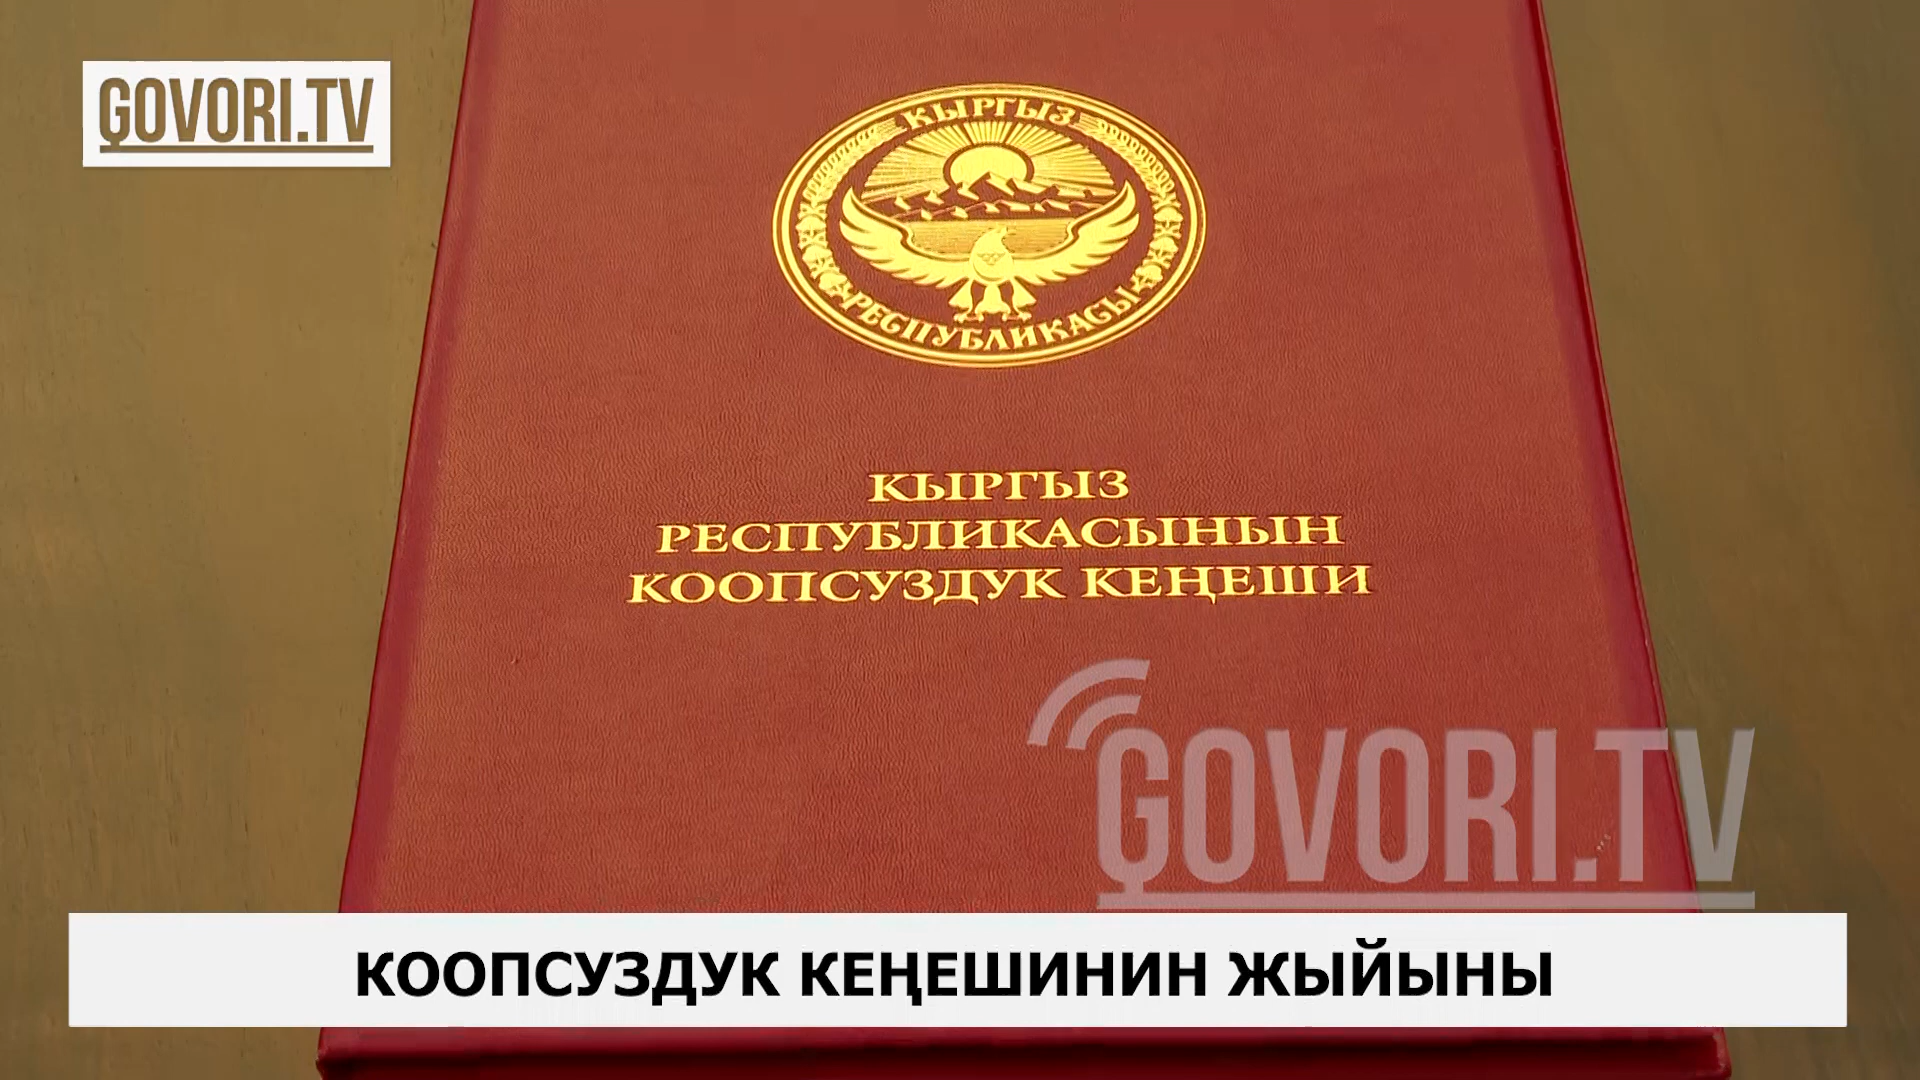 GOVORI.TV
КЫРГЫЗ
РЕСПУБЛИКАСЫ
КЫРГЫЗ
РЕСПУБЛИКАСЫНЫН
КООПСУЗДУК КЕҢЕШИ
GOVORI.TV
КООПСУЗДУК КЕҢЕШИНИН ЖЫЙЫНЫ